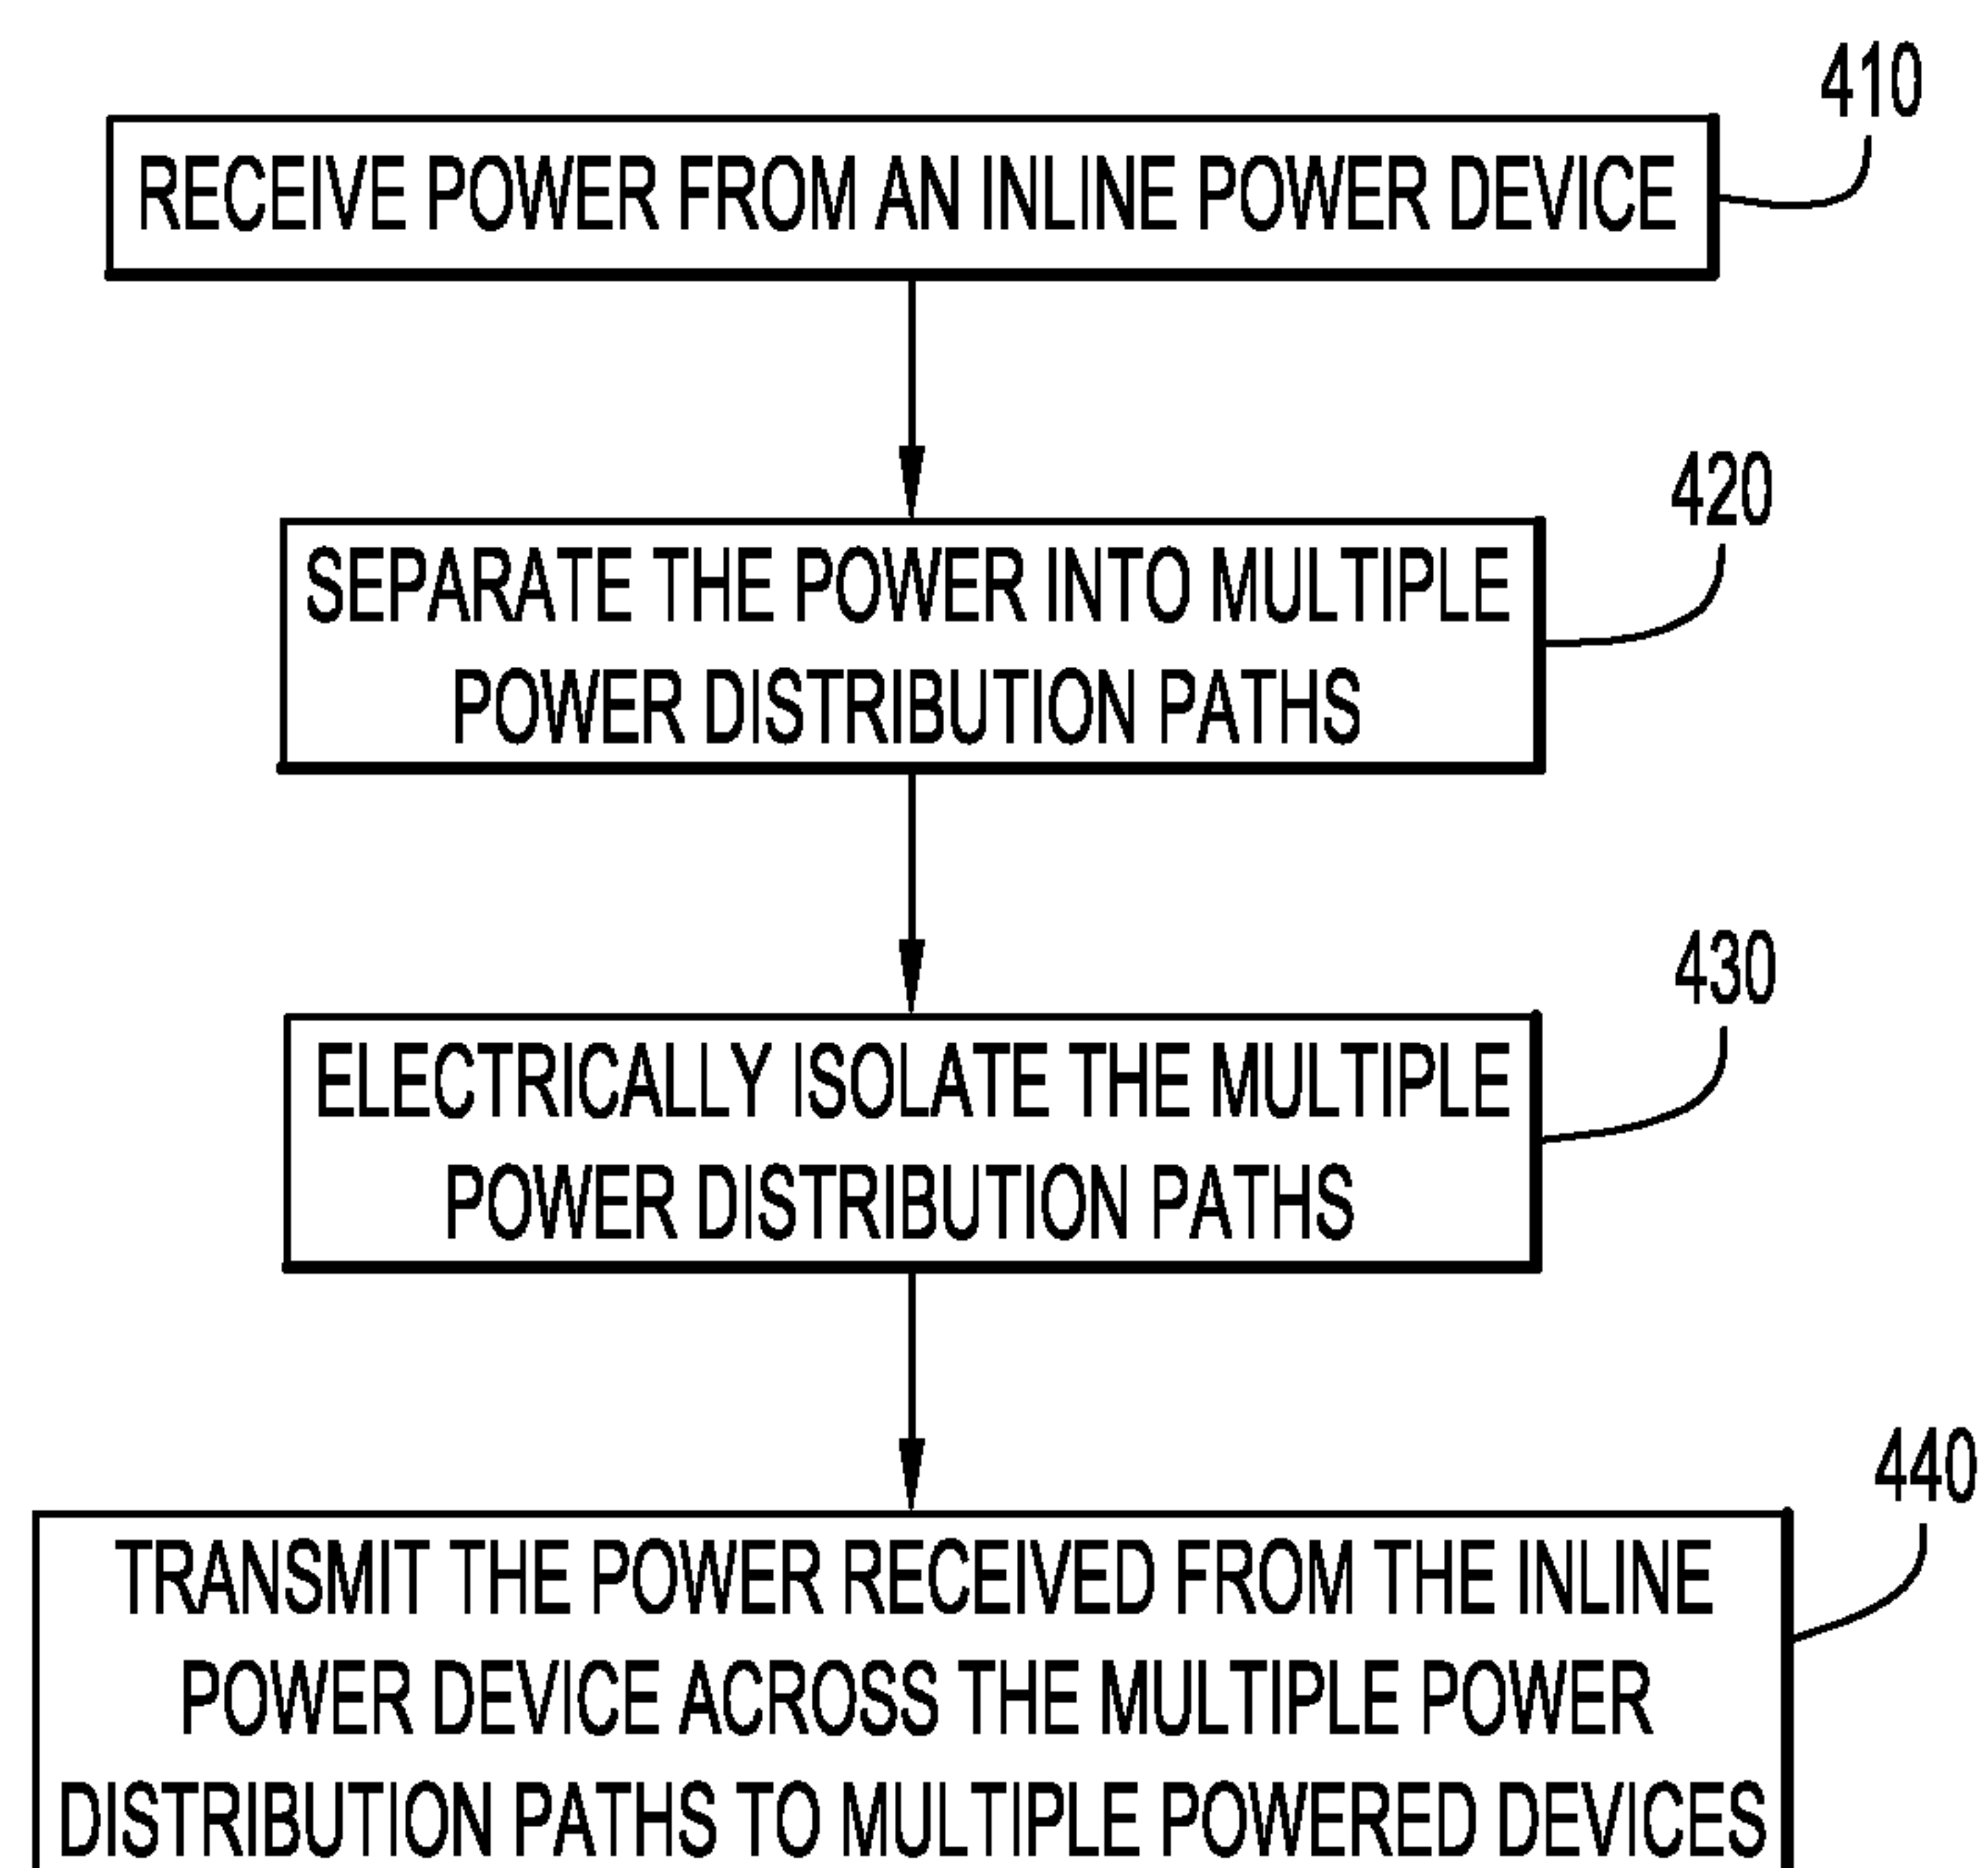 410
RECEIVE POWER FROM AN INLINE POWER DEVICE
420
SEPARATE THE POWER INTO MULTIPLE
POWER DISTRIBUTION PATHS
430
ELECTRICALLY ISOLATE THE MULTIPLE
POWER DISTRIBUTION PATHS
440
TRANSMIT THE POWER RECEIVED FROM THE INLINE
POWER DEVICE ACROSS THE MULTIPLE POWER
DISTRIBUTION PATHS TO MULTIPLE POWERED DEVICES